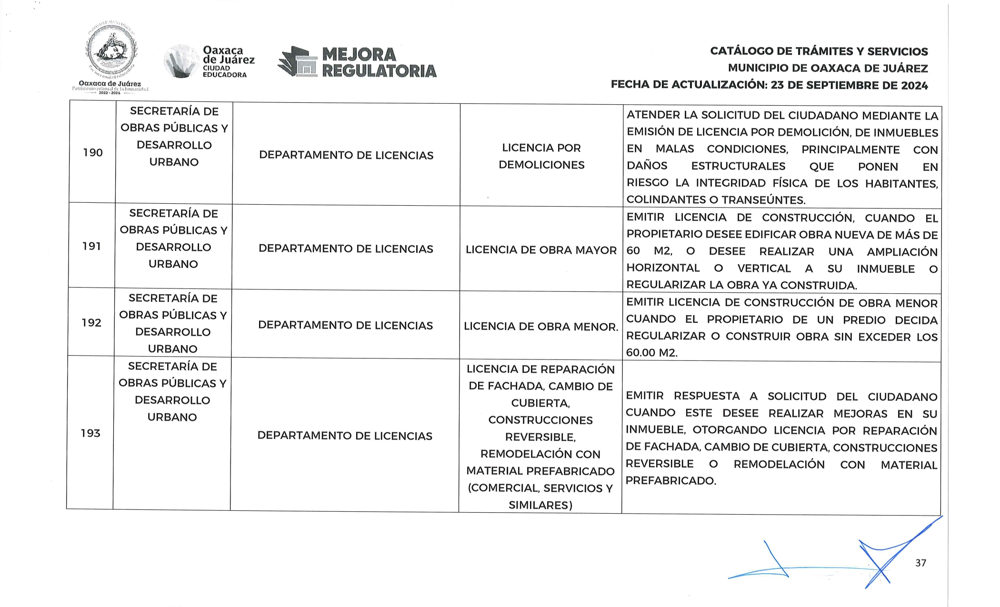 POR UNA CIUDAD EDUCADORA
Oaxaca de Juárez
Patrimonio cultural de la humanidad
2022 - 2024
Oaxaca
de Juárez
CIUDAD
EDUCADORA
MEJORA
REGULATORIA
CATÁLOGO DE TRÁMITES Y SERVICIOS
MUNICIPIO DE OAXACA DE JUÁREZ
FECHA DE ACTUALIZACIÓN: 23 DE SEPTIEMBRE DE 2024
190
SECRETARÍA DE
OBRAS PÚBLICAS Y
DESARROLLO
URBANO
DEPARTAMENTO DE LICENCIAS
LICENCIA POR
DEMOLICIONES
ATENDER LA SOLICITUD DEL CIUDADANO MEDIANTE LA
EMISIÓN DE LICENCIA POR DEMOLICIÓN, DE INMUEBLES
EN MALAS CONDICIONES, PRINCIPALMENTE CON
DAÑOS ESTRUCTURALES QUE PONEN EN
RIESGO LA INTEGRIDAD FÍSICA DE LOS HABITANTES,
COLINDANTES O TRANSEÚNTES.
191
SECRETARÍA DE
OBRAS PÚBLICAS Y
DESARROLLO
URBANO
DEPARTAMENTO DE LICENCIAS
LICENCIA DE OBRA MAYOR
EMITIR LICENCIA DE CONSTRUCCIÓN, CUANDO EL
PROPIETARIO DESEE EDIFICAR OBRA NUEVA DE MÁS DE
60 M2, O DESEE REALIZAR UNA AMPLIACIÓN
HORIZONTAL O VERTICAL A SU INMUEBLE O
REGULARIZAR LA OBRA YA CONSTRUIDA.
192
SECRETARÍA DE
OBRAS PÚBLICAS Y
DESARROLLO
URBANO
DEPARTAMENTO DE LICENCIAS
LICENCIA DE OBRA MENOR.
EMITIR LICENCIA DE CONSTRUCCIÓN DE OBRA MENOR
CUANDO EL PROPIETARIO DE UN PREDIO DECIDA
REGULARIZAR O CONSTRUIR OBRA SIN EXCEDER LOS
60.00 M2.
193
SECRETARÍA DE
OBRAS PÚBLICAS Y
DESARROLLO
URBANO
DEPARTAMENTO DE LICENCIAS
LICENCIA DE REPARACIÓN
DE FACHADA, CAMBIO DE
CUBIERTA,
CONSTRUCCIONES
REVERSIBLE,
REMODELACIÓN CON
MATERIAL PREFABRICADO
(COMERCIAL, SERVICIOS Y
SIMILARES)
EMITIR RESPUESTA A SOLICITUD DEL CIUDADANO
CUANDO ESTE DESEE REALIZAR MEJORAS EN SU
INMUEBLE, OTORGANDO LICENCIA POR REPARACIÓN
DE FACHADA, CAMBIO DE CUBIERTA, CONSTRUCCIONES
REVERSIBLE O REMODELACIÓN CON MATERIAL
PREFABRICADO.
37